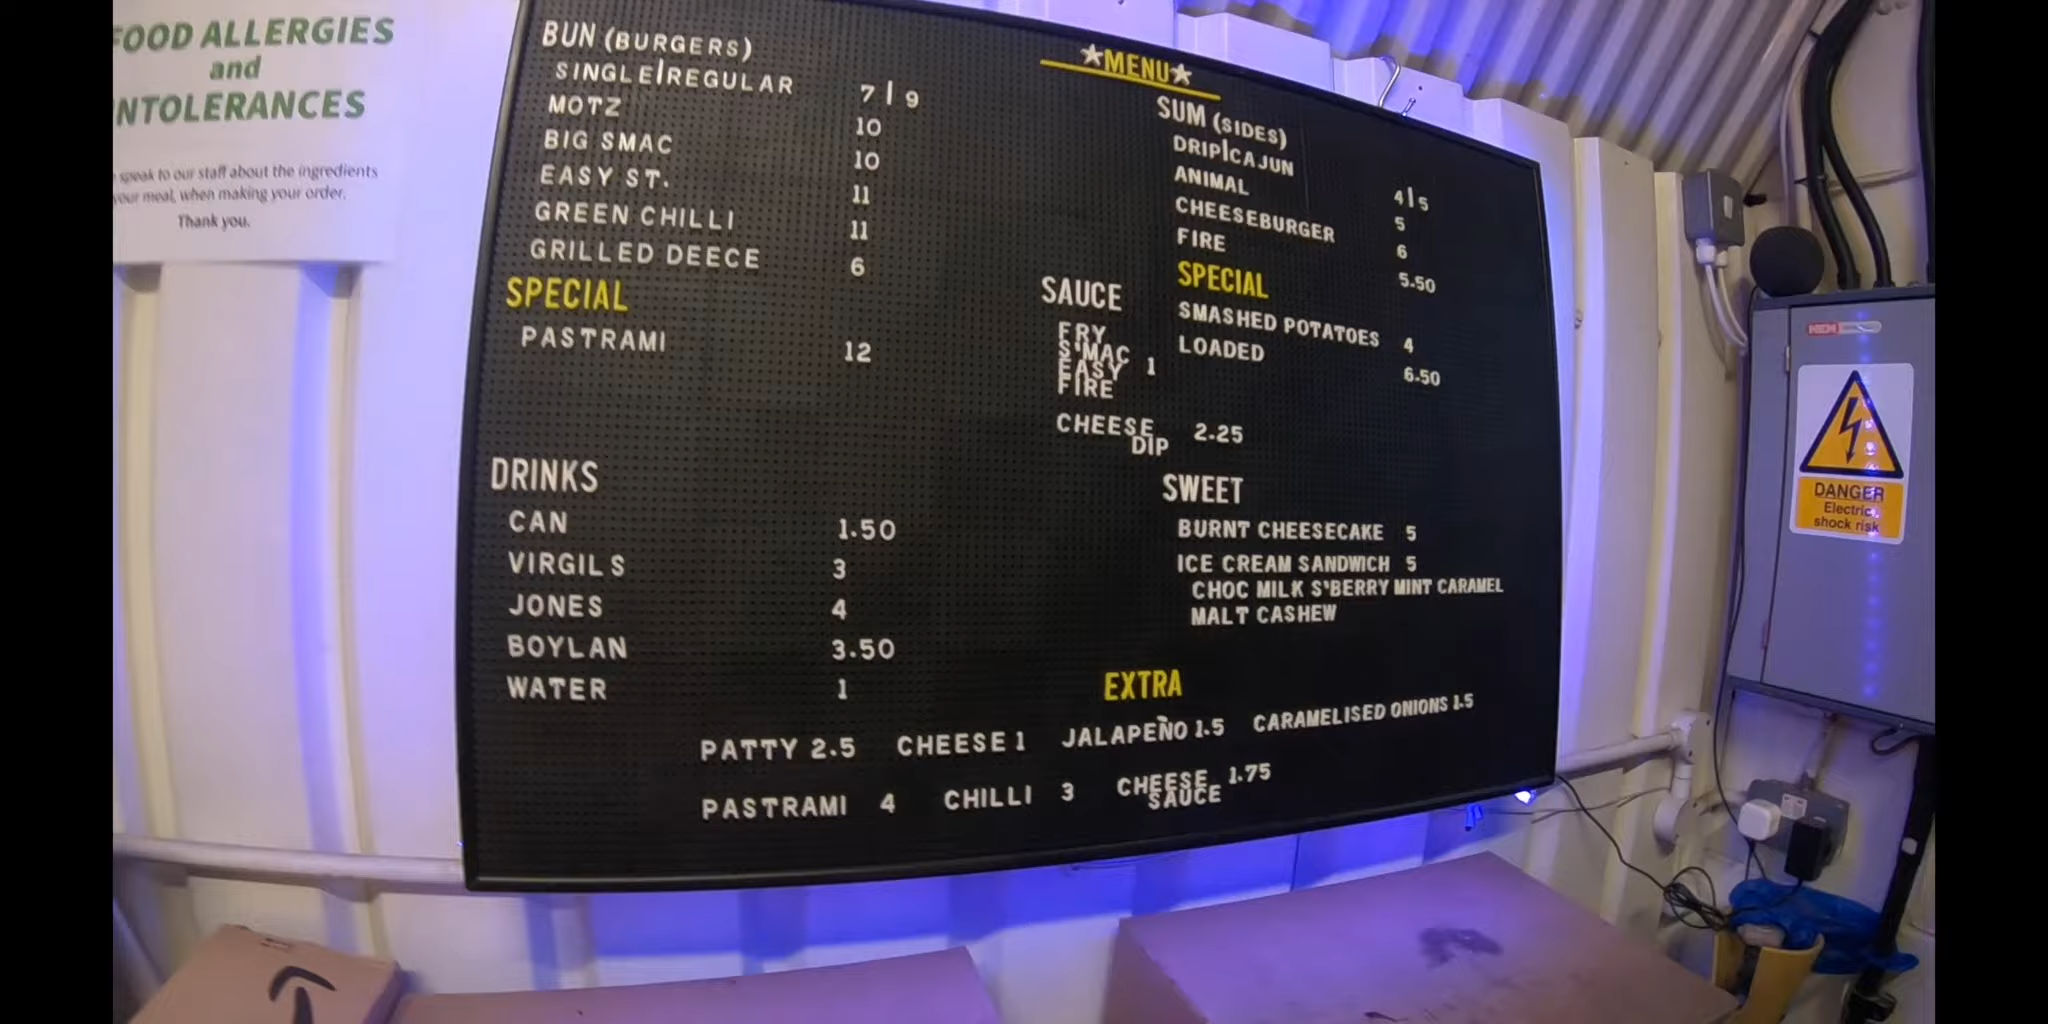 FOOD ALLERGIES
and
INTOLERANCES
speak to our staff about the ingredients
your meal, when making your order.
Thank you.
★MENU★
BUN (BURGERS)
SINGLE|REGULAR 7|9
MOTZ 10
BIG SMAC 10
EASY ST. 11
GREEN CHILLI 11
GRILLED DEECE 6
SPECIAL
PASTRAMI 12
DRINKS
CAN 1.50
VIRGILS 3
JONES 4
BOYLAN 3.50
WATER 1
SUM (SIDES)
DRIP|CAJUN 4|5
ANIMAL 5
CHEESEBURGER 6
FIRE 5.50
SPECIAL
SMASHED POTATOES 4
LOADED 6.50
SAUCE
FRY
S'MAC 1
EASY
FIRE
CHEESE 2.25
DIP
SWEET
BURNT CHEESECAKE 5
ICE CREAM SANDWICH 5
CHOC MILK S'BERRY MINT CARAMEL
MALT CASHEW
EXTRA
PATTY 2.5 CHEESE 1 JALAPEÑO 1.5 CARAMELISED ONIONS 1.5
PASTRAMI 4 CHILLI 3 CHEESE 1.75
SAUCE
DANGER
Electric
shock risk